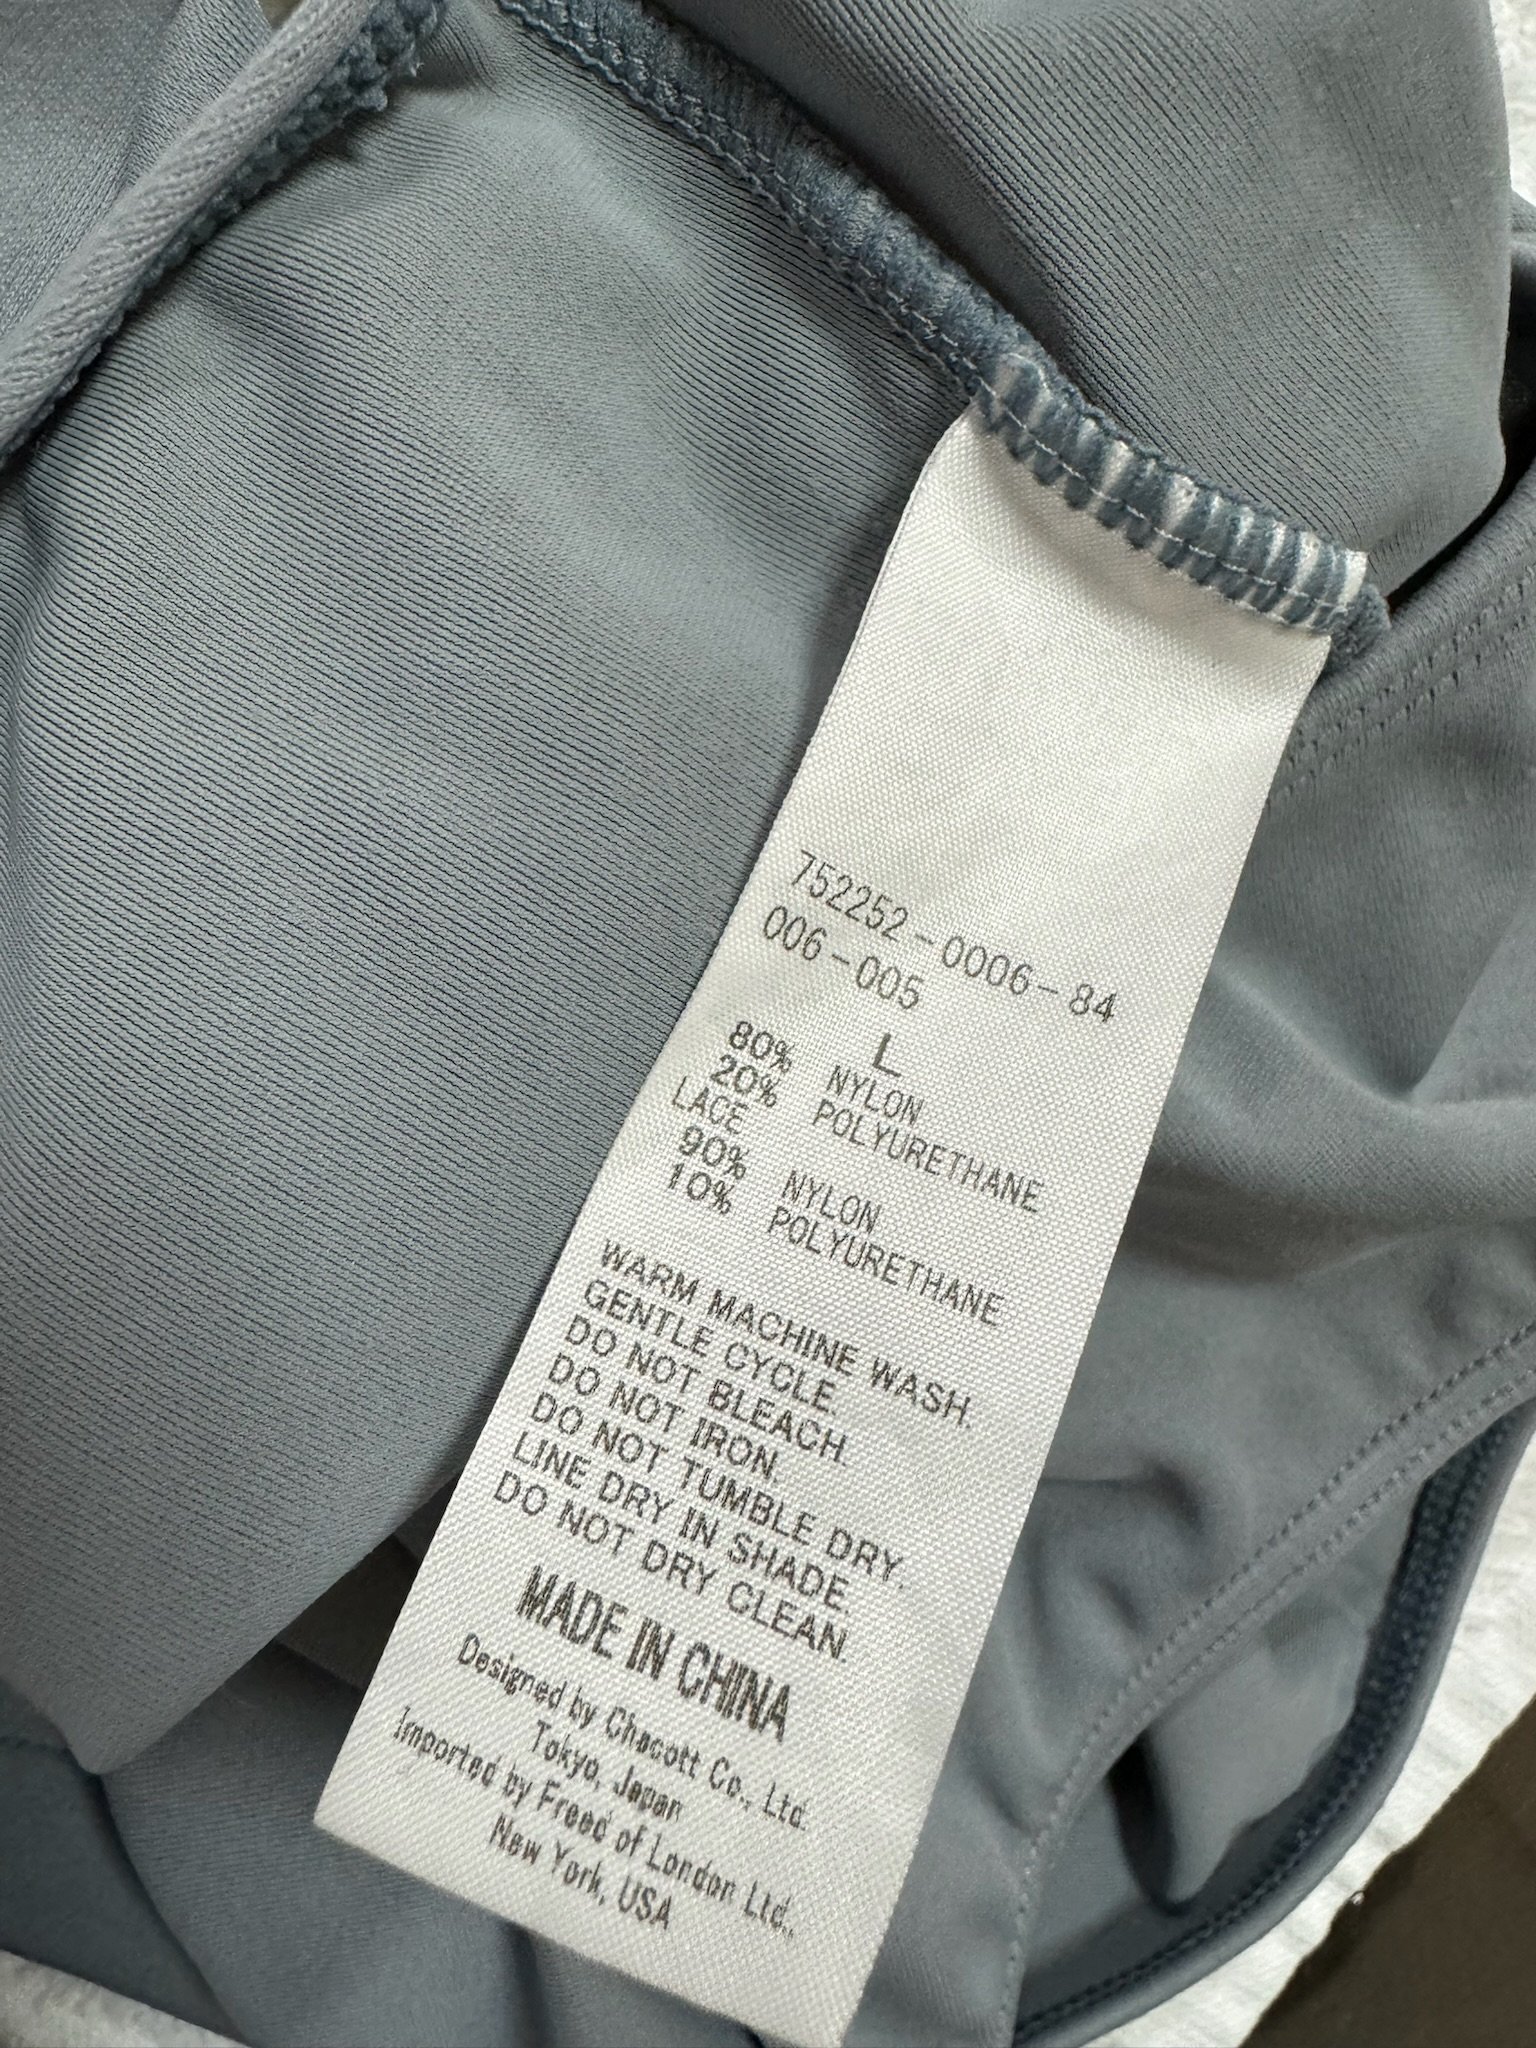 752252-0006-84
006-005
L
80% NYLON
20% POLYURETHANE
LACE
90% NYLON
10% POLYURETHANE
WARM MACHINE WASH.
GENTLE CYCLE.
DO NOT BLEACH.
DO NOT IRON.
DO NOT TUMBLE DRY.
LINE DRY IN SHADE.
DO NOT DRY CLEAN.
MADE IN CHINA
Designed by Chacott Co., Ltd.
Tokyo, Japan
Imported by Freed of London Ltd.,
New York, USA